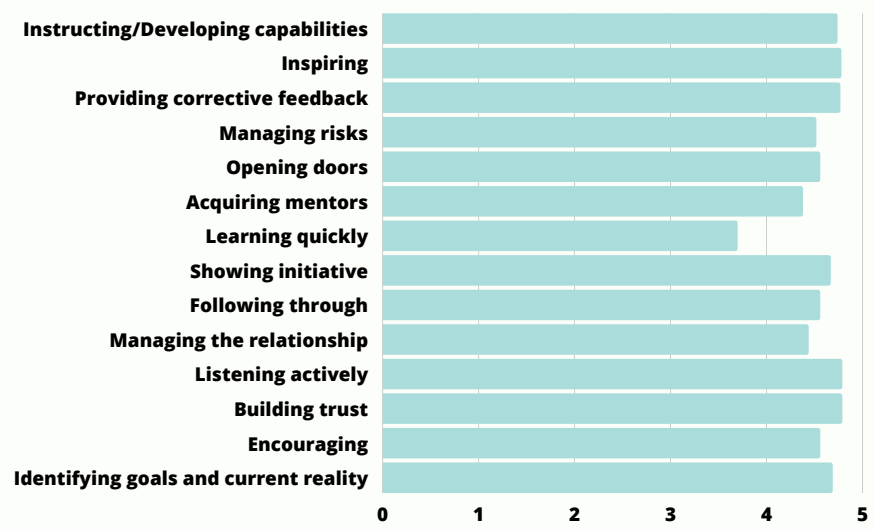 Instructing/Developing capabilities
Inspiring
Providing corrective feedback
Managing risks
Opening doors
Acquiring mentors
Learning quickly
Showing initiative
Following through
Managing the relationship
Listening actively
Building trust
Encouraging
Identifying goals and current reality
0 1 2 3 4 5